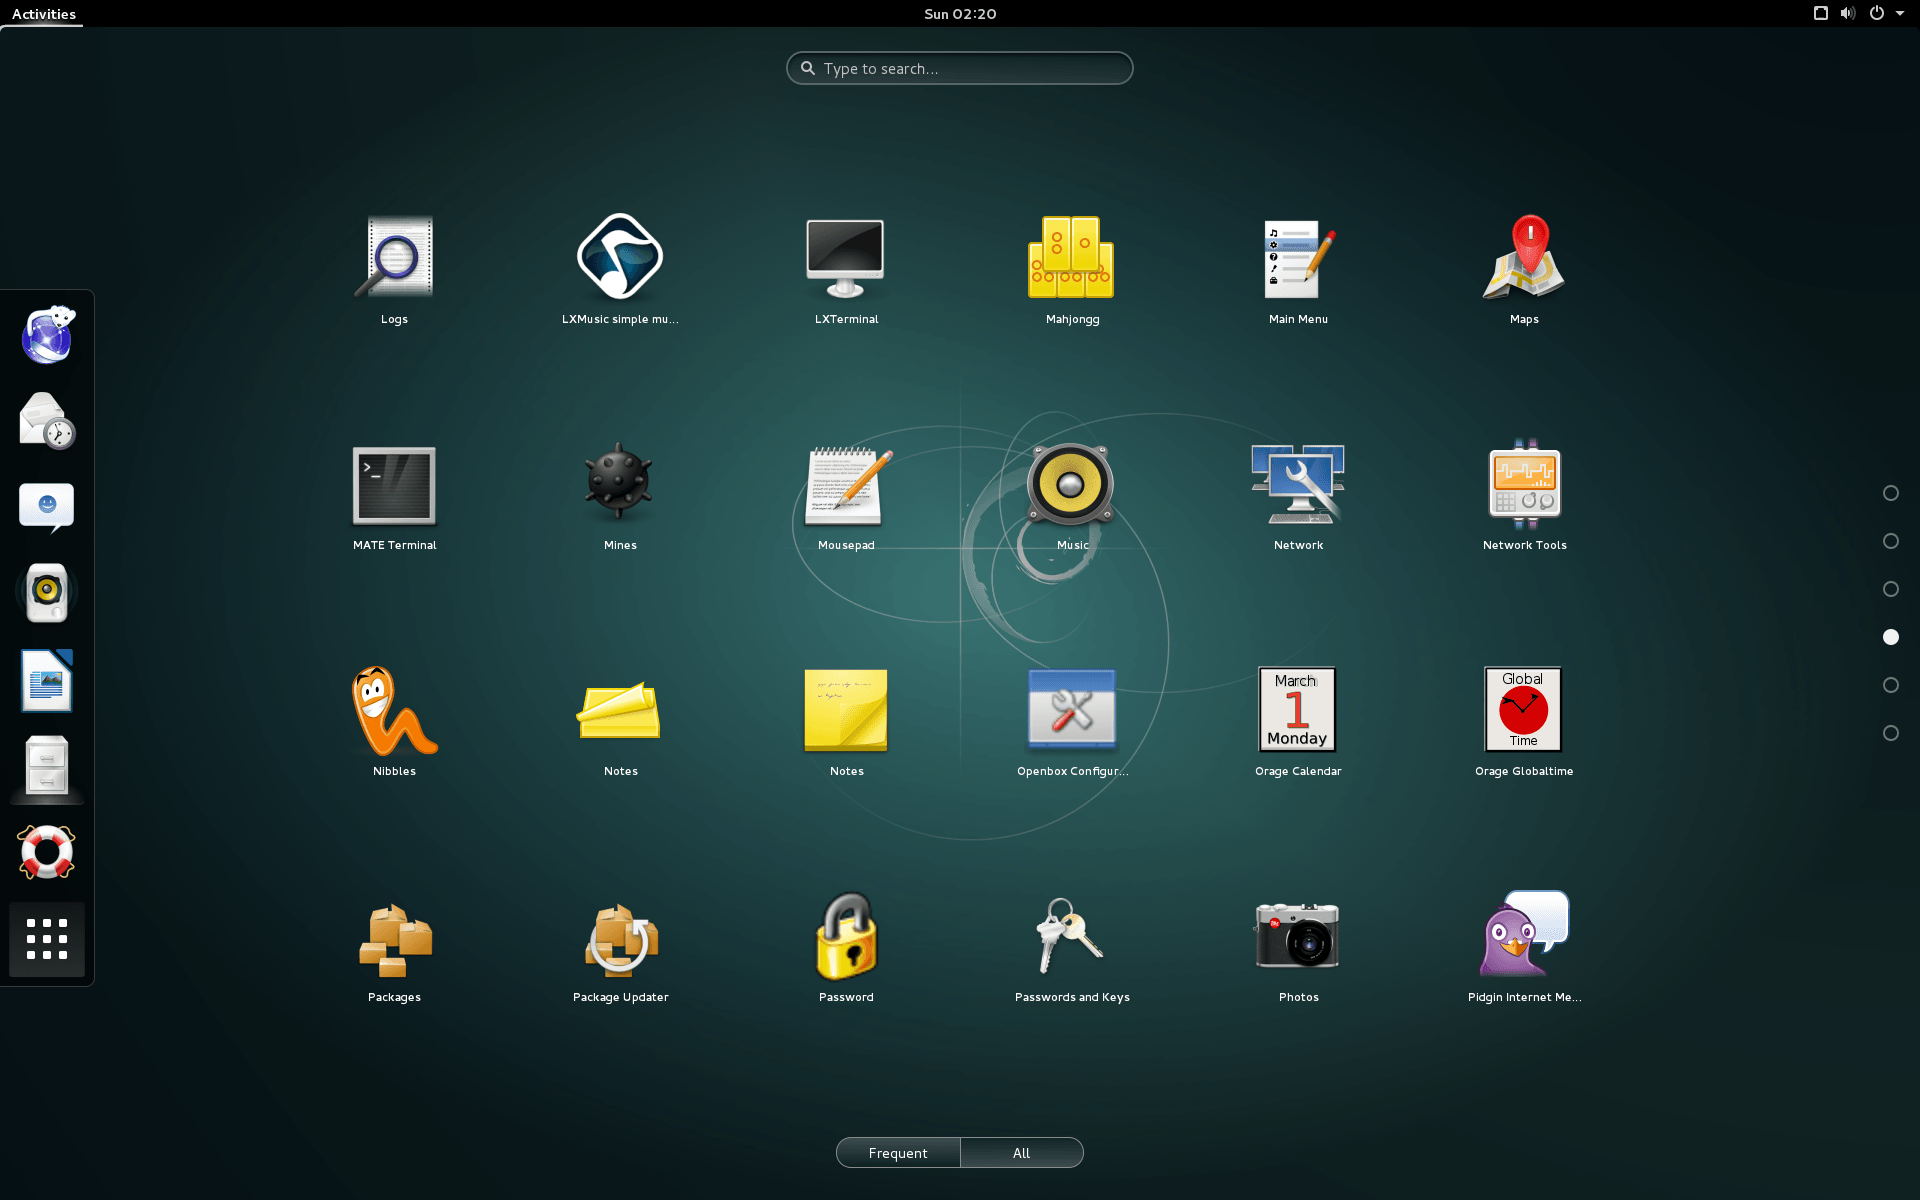 Activities
Sun 02:20
Type to search...
Logs
LXMusic simple mu...
LXTerminal
Mahjongg
Main Menu
Maps
MATE Terminal
Mines
Mousepad
Music
Network
Network Tools
March
1
Monday
Global
Time
Nibbles
Notes
Notes
Openbox Configur...
Orage Calendar
Orage Globaltime
Packages
Package Updater
Password
Passwords and Keys
Photos
Pidgin Internet Me...
Frequent
All